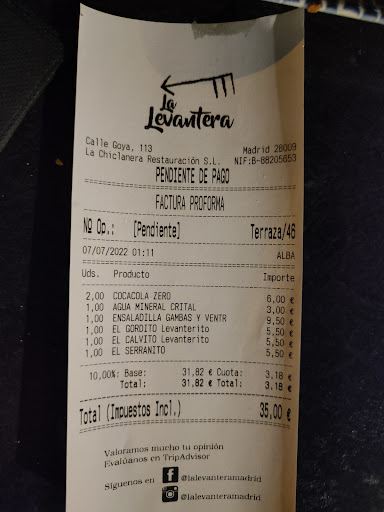 La
Levantera
Calle Goya, 113 Madrid 28009
La Chiclanera Restauración S.L. NIF:B-88205653
PENDIENTE DE PAGO
FACTURA PROFORMA
Nº Op.: [Pendiente] Terraza/46
07/07/2022 01:11 ALBA
Uds. Producto Importe
2,00 COCACOLA ZERO 6,00 €
1,00 AGUA MINERAL CRITAL 3,00 €
1,00 ENSALADILLA GAMBAS Y VENTR 9,50 €
1,00 EL GORDITO Levanterito 5,50 €
1,00 EL CALVITO Levanterito 5,50 €
1,00 EL SERRANITO 5,50 €
10,00%: Base: 31,82 € Cuota: 3,18 €
Total: 31,82 € Total: 3,18 €
Total (Impuestos Incl.) 35,00 €
Valoramos mucho tu opinión
Evalúanos en TripAdvisor
Síguenos en f @lalevanteramadrid
@lalevanteramadrid